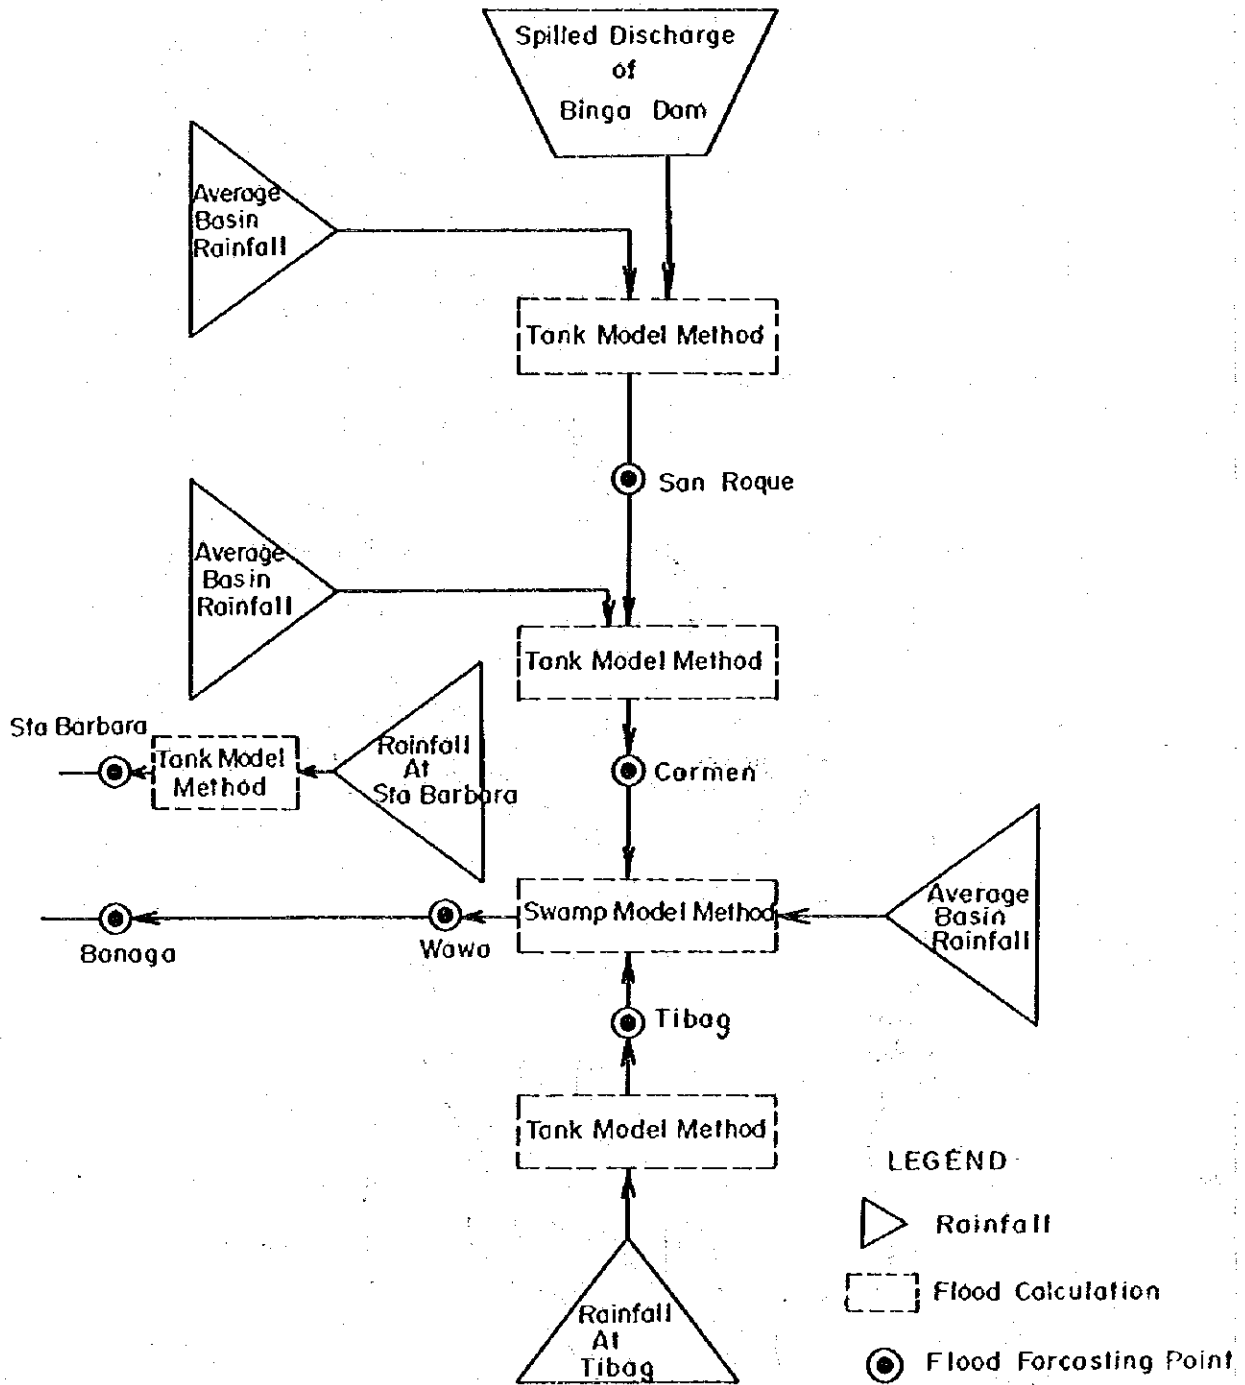 Spilled Discharge
of
Binga Dam
Average
Basin
Rainfall
Tank Model Method
San Roque
Average
Basin
Rainfall
Tank Model Method
Sta Barbara
Tank Model
Method
Rainfall
At
Sta Barbara
Carmen
Swamp Model Method
Average
Basin
Rainfall
Banaga
Wawa
Tibag
Tank Model Method
Rainfall
At
Tibag
LEGEND
Rainfall
Flood Calculation
Flood Forcasting Point